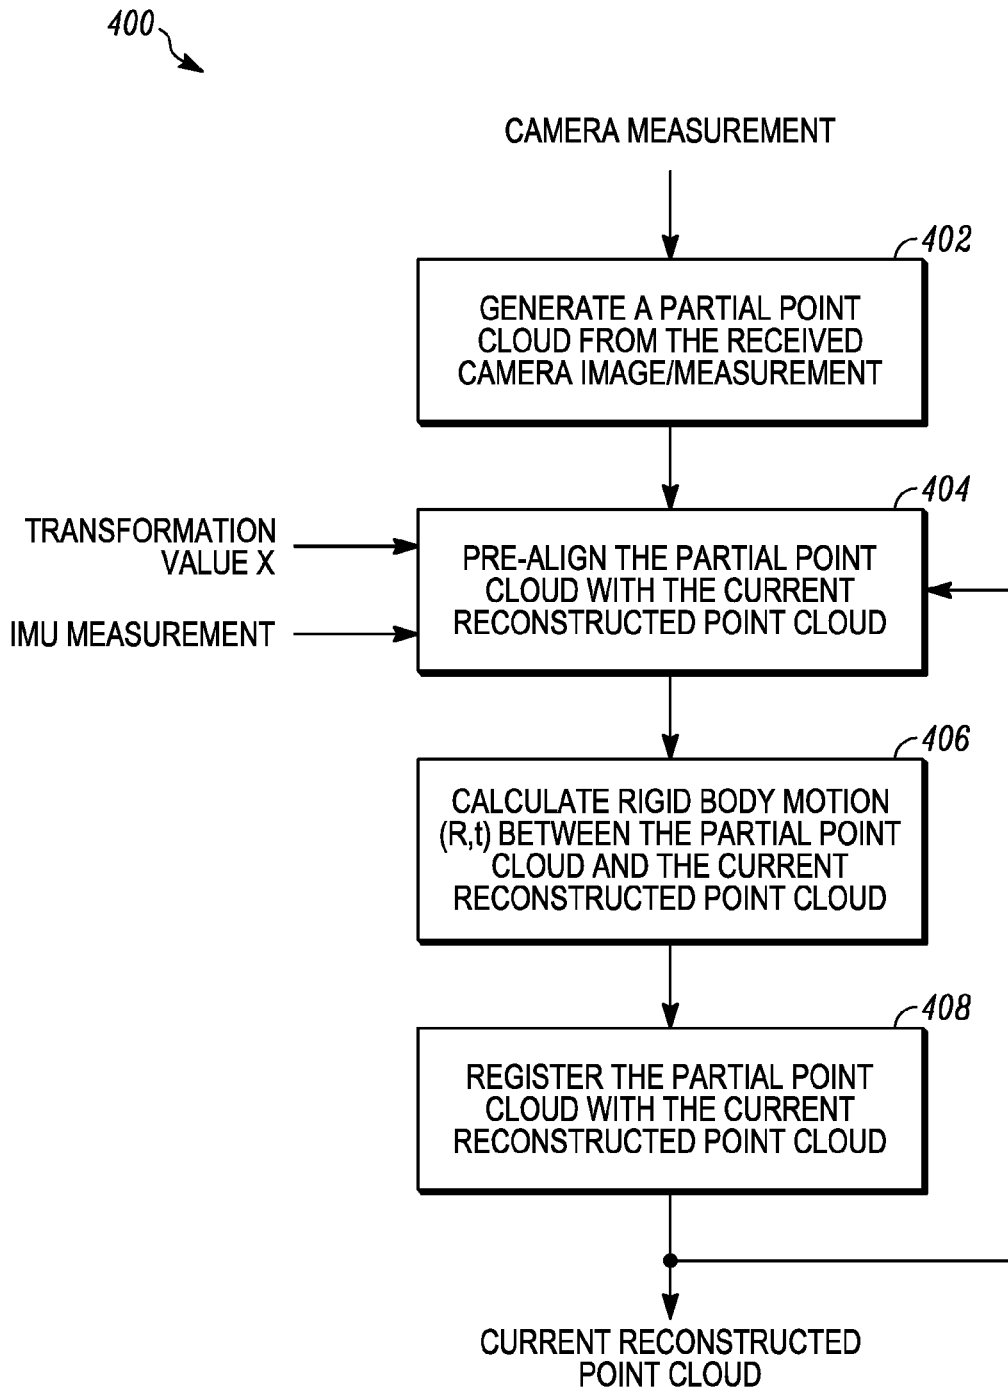 400
CAMERA MEASUREMENT
402
GENERATE A PARTIAL POINT
CLOUD FROM THE RECEIVED
CAMERA IMAGE/MEASUREMENT
404
TRANSFORMATION
VALUE X
IMU MEASUREMENT
PRE-ALIGN THE PARTIAL POINT
CLOUD WITH THE CURRENT
RECONSTRUCTED POINT CLOUD
406
CALCULATE RIGID BODY MOTION
(R,t) BETWEEN THE PARTIAL POINT
CLOUD AND THE CURRENT
RECONSTRUCTED POINT CLOUD
408
REGISTER THE PARTIAL POINT
CLOUD WITH THE CURRENT
RECONSTRUCTED POINT CLOUD
CURRENT RECONSTRUCTED
POINT CLOUD